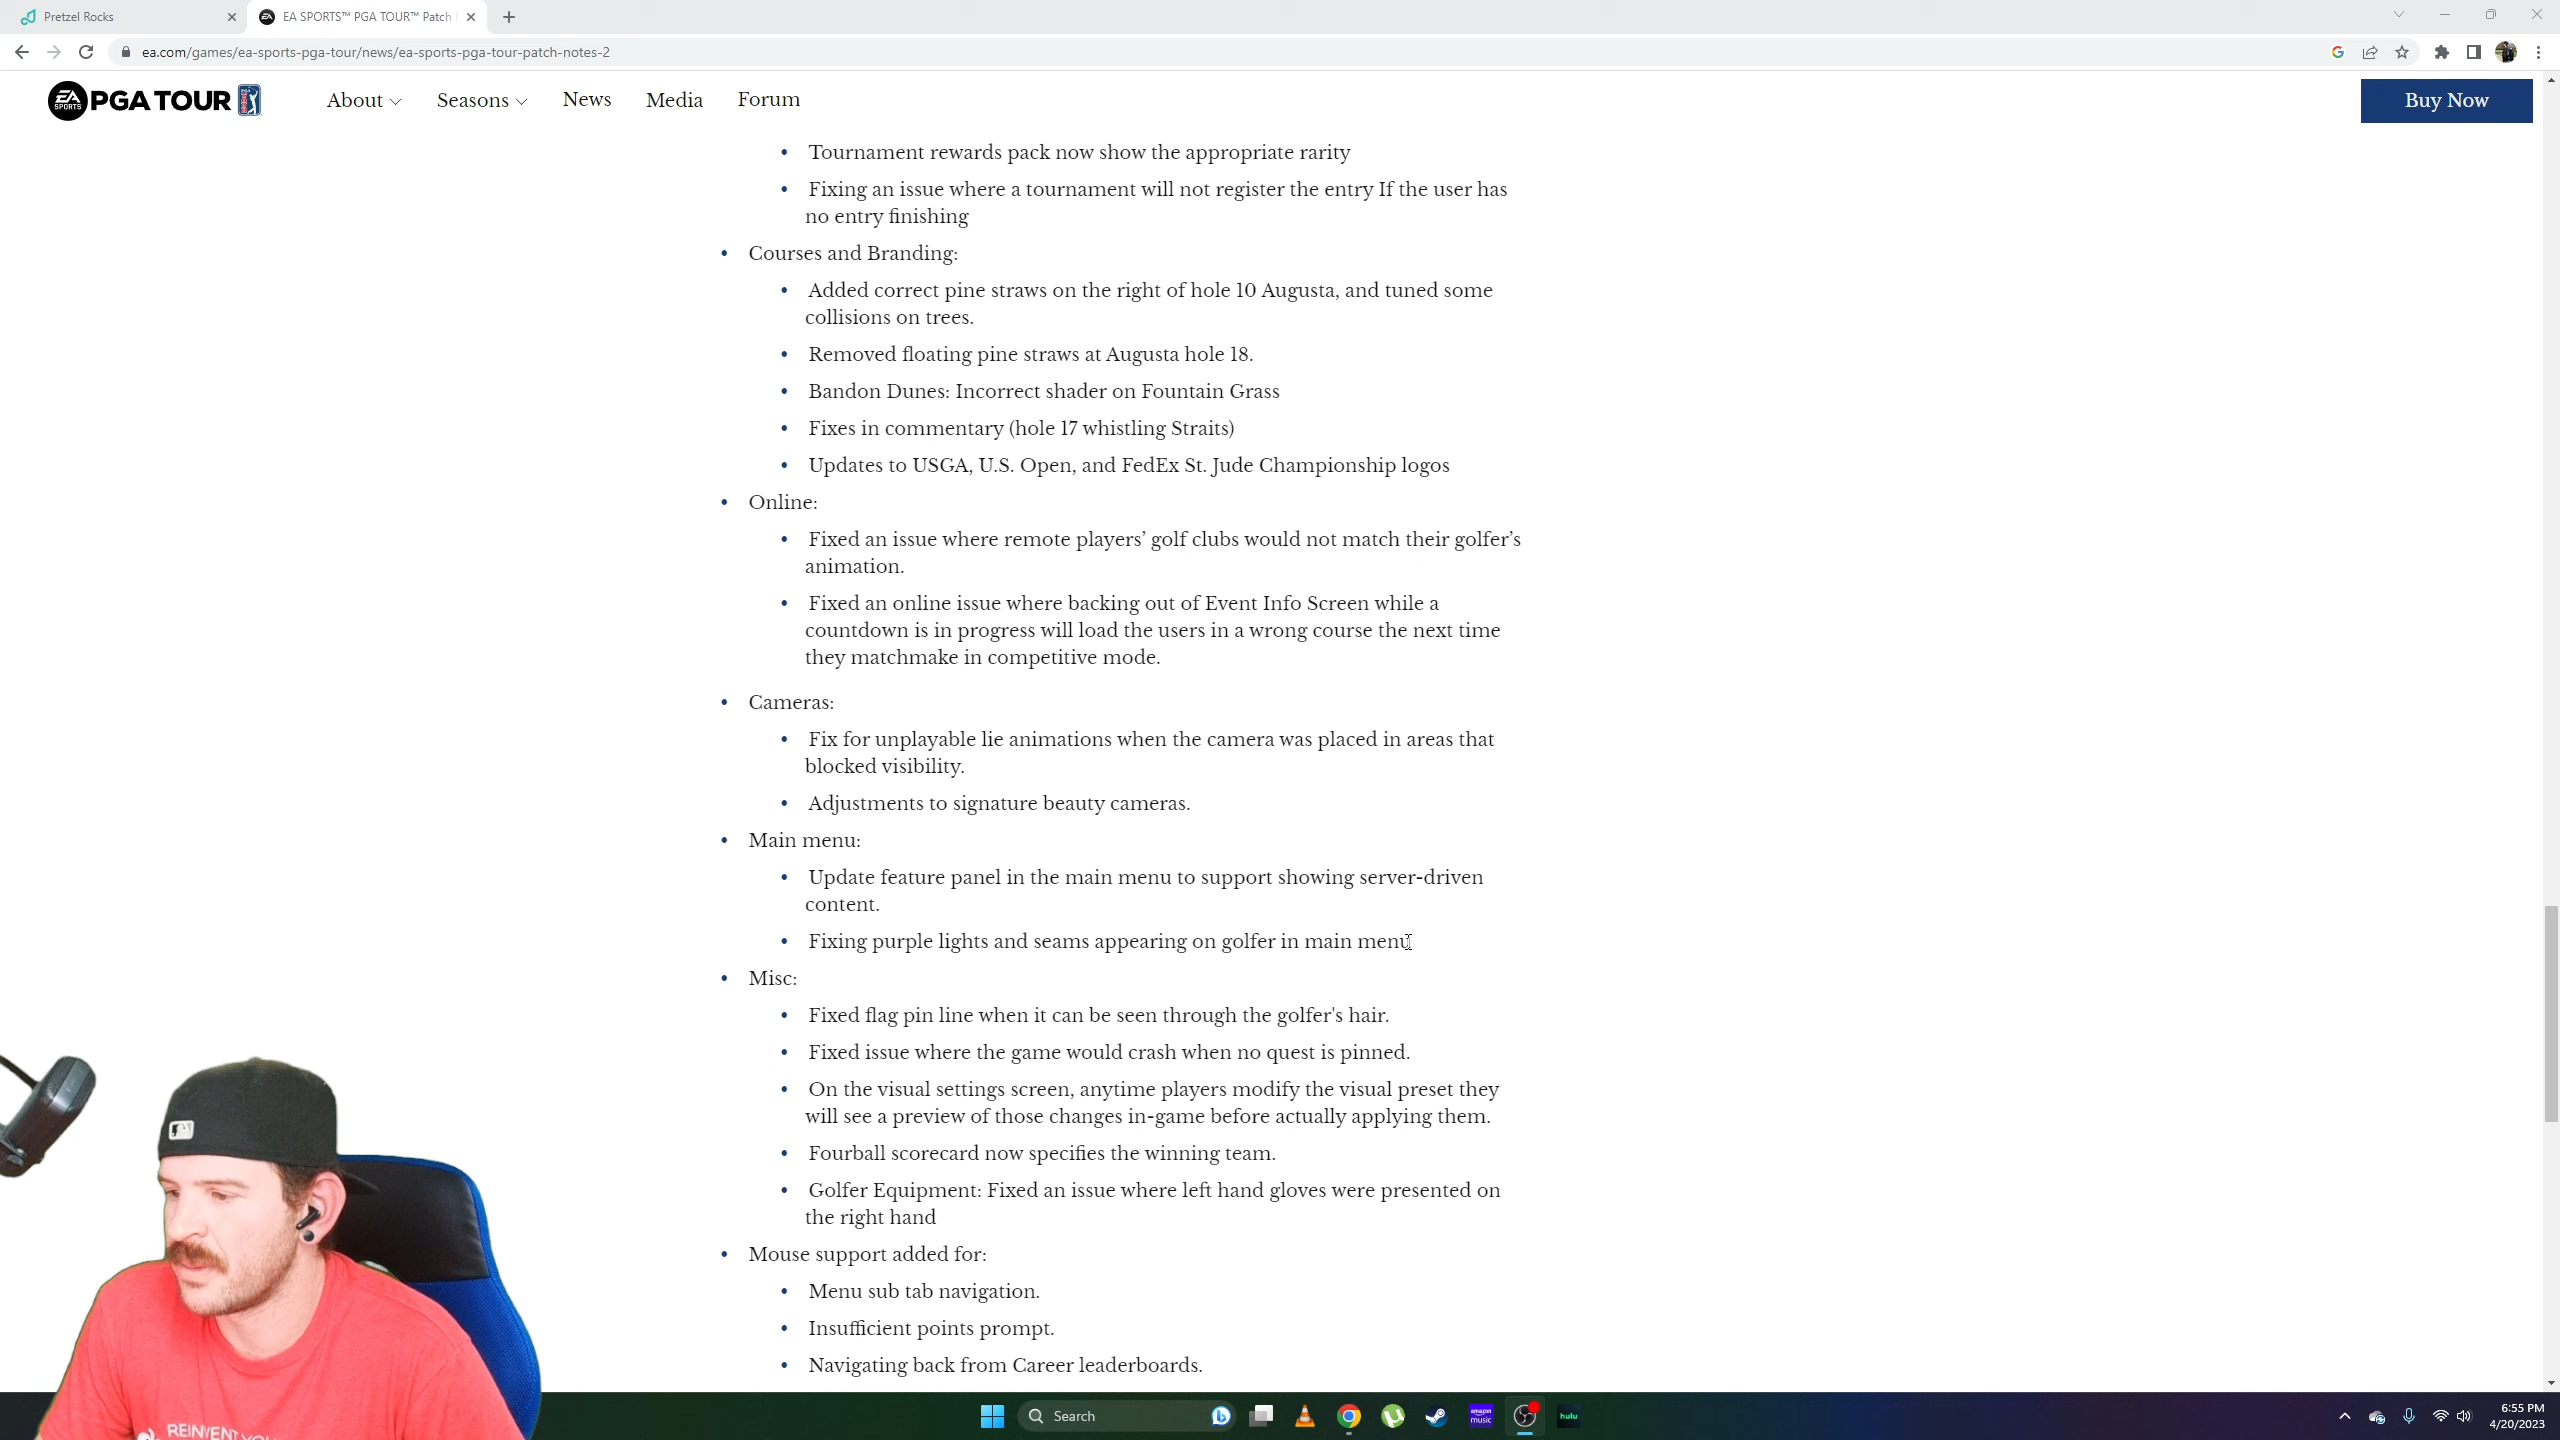 Pretzel Rocks
EA SPORTS™ PGA TOUR™ Patch
ea.com/games/ea-sports-pga-tour/news/ea-sports-pga-tour-patch-notes-2
EA SPORTS PGA TOUR
About
Seasons
News
Media
Forum
Buy Now
• Tournament rewards pack now show the appropriate rarity
• Fixing an issue where a tournament will not register the entry If the user has
no entry finishing
• Courses and Branding:
• Added correct pine straws on the right of hole 10 Augusta, and tuned some
collisions on trees.
• Removed floating pine straws at Augusta hole 18.
• Bandon Dunes: Incorrect shader on Fountain Grass
• Fixes in commentary (hole 17 whistling Straits)
• Updates to USGA, U.S. Open, and FedEx St. Jude Championship logos
• Online:
• Fixed an issue where remote players’ golf clubs would not match their golfer’s
animation.
• Fixed an online issue where backing out of Event Info Screen while a
countdown is in progress will load the users in a wrong course the next time
they matchmake in competitive mode.
• Cameras:
• Fix for unplayable lie animations when the camera was placed in areas that
blocked visibility.
• Adjustments to signature beauty cameras.
• Main menu:
• Update feature panel in the main menu to support showing server-driven
content.
• Fixing purple lights and seams appearing on golfer in main menu
• Misc:
• Fixed flag pin line when it can be seen through the golfer's hair.
• Fixed issue where the game would crash when no quest is pinned.
• On the visual settings screen, anytime players modify the visual preset they
will see a preview of those changes in-game before actually applying them.
• Fourball scorecard now specifies the winning team.
• Golfer Equipment: Fixed an issue where left hand gloves were presented on
the right hand
• Mouse support added for:
• Menu sub tab navigation.
• Insufficient points prompt.
• Navigating back from Career leaderboards.
REINVENT
Search
amazon music
hulu
6:55 PM
4/20/2023